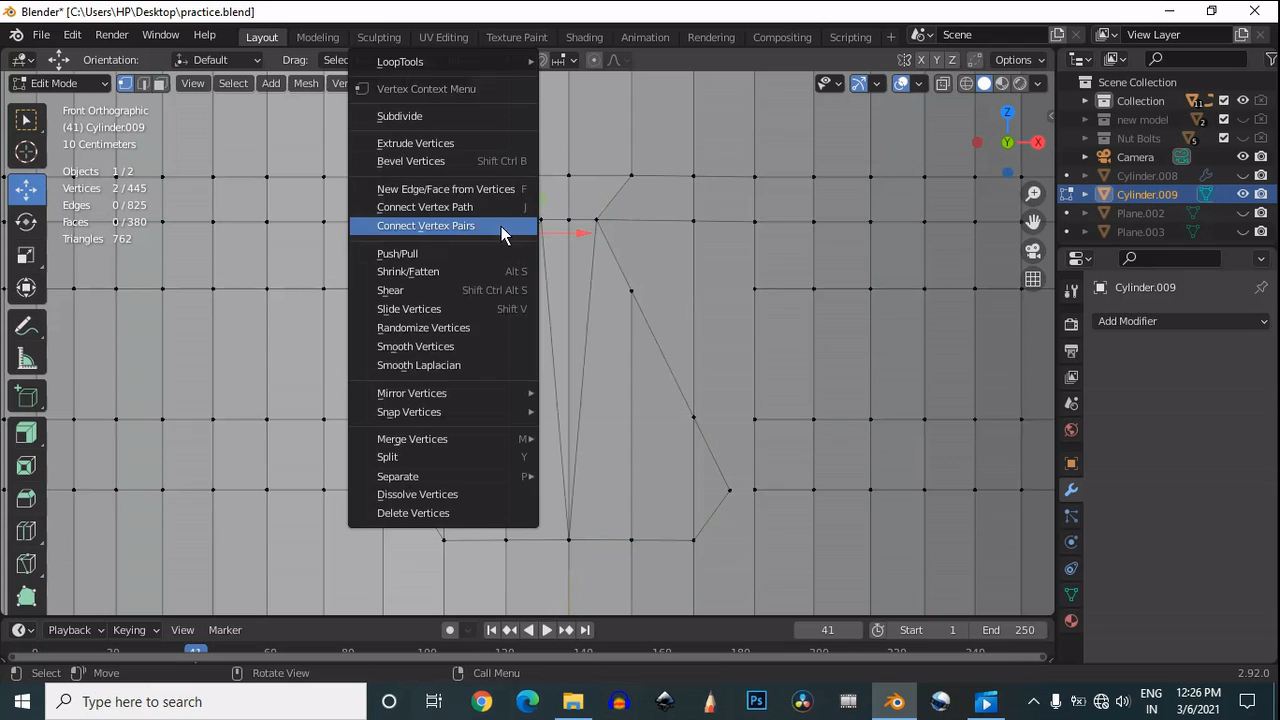 Blender* [C:\Users\HP\Desktop\practice.blend]
File Edit Render Window Help Layout Modeling Sculpting UV Editing Texture Paint Shading Animation Rendering Compositing Scripting + Scene View Layer
Orientation: Default Drag: Selec X Y Z Options
Edit Mode View Select Add Mesh Ver
LoopTools
Vertex Context Menu
Subdivide
Extrude Vertices
Bevel Vertices Shift Ctrl B
New Edge/Face from Vertices F
Connect Vertex Path J
Connect Vertex Pairs
Push/Pull
Shrink/Fatten Alt S
Shear Shift Ctrl Alt S
Slide Vertices Shift V
Randomize Vertices
Smooth Vertices
Smooth Laplacian
Mirror Vertices
Snap Vertices
Merge Vertices M
Split Y
Separate P
Dissolve Vertices
Delete Vertices
Front Orthographic
(41) Cylinder.009
10 Centimeters
Objects 1/2
Vertices 2/445
Edges 0/825
Faces 0/380
Triangles 762
Z
Y X
Scene Collection
Collection 11
new model 2
Nut Bolts 5
Camera
Cylinder.008
Cylinder.009
Plane.002
Plane.003
Cylinder.009
Add Modifier
Playback Keying View Marker 41 Start 1 End 250
41
Select Move Rotate View Call Menu 2.92.0
Type here to search
Ps
ENG
IN
12:26 PM
3/6/2021